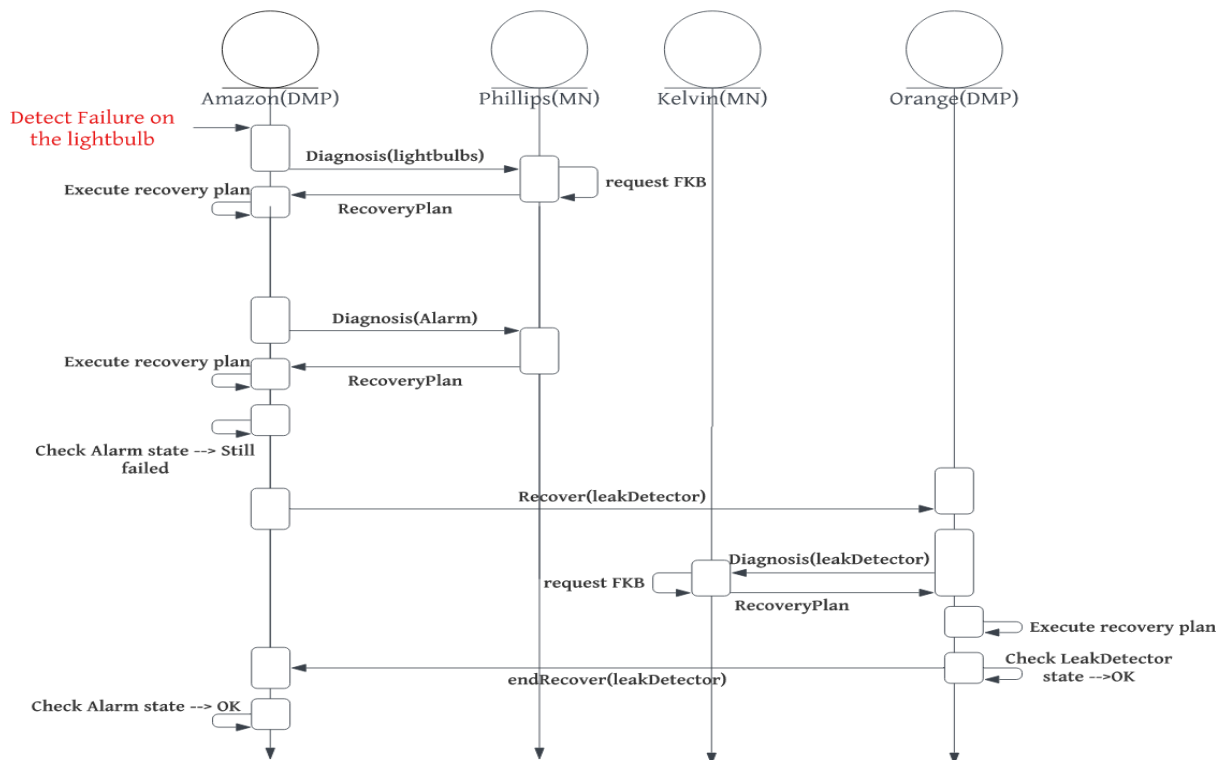 Amazon(DMP)
Phillips(MN)
Kelvin(MN)
Orange(DMP)
Detect Failure on
the lightbulb
Diagnosis(lightbulbs)
request FKB
Execute recovery plan
RecoveryPlan
Diagnosis(Alarm)
Execute recovery plan
RecoveryPlan
Check Alarm state --> Still
failed
Recover(leakDetector)
Diagnosis(leakDetector)
request FKB
RecoveryPlan
Execute recovery plan
Check LeakDetector
state -->OK
endRecover(leakDetector)
Check Alarm state --> OK